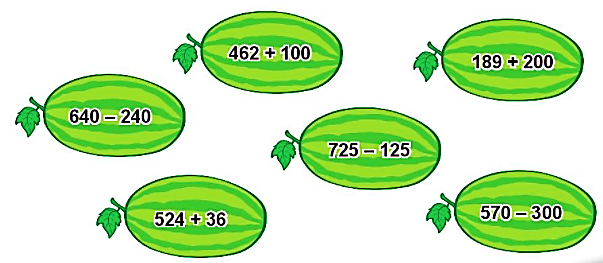 462 + 100
189 + 200
640 – 240
725 – 125
524 + 36
570 – 300